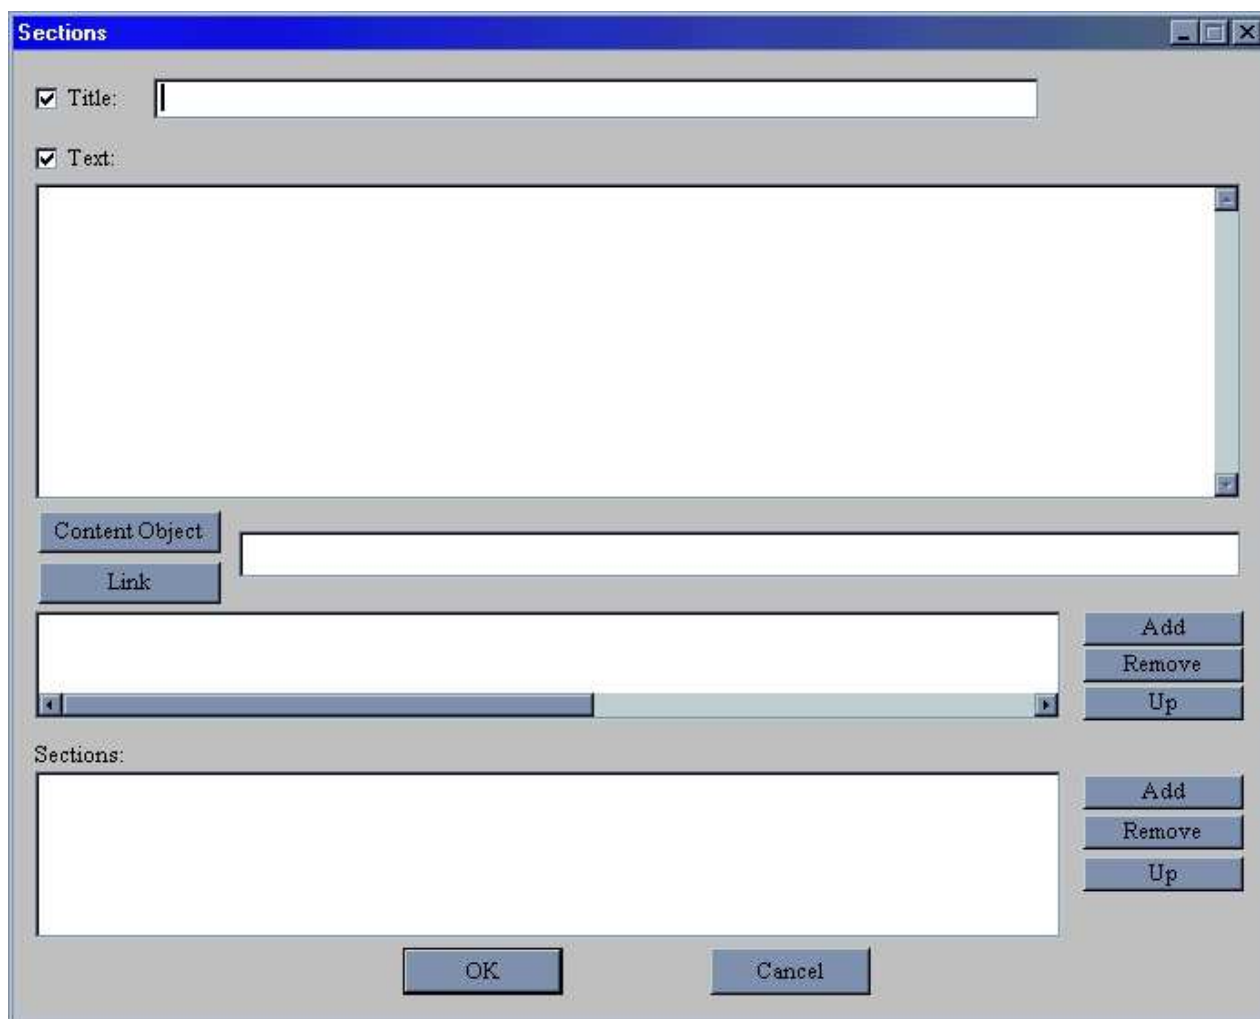 Sections
Title:
Text:
Content Object
Link
Add
Remove
Up
Sections:
Add
Remove
Up
OK
Cancel